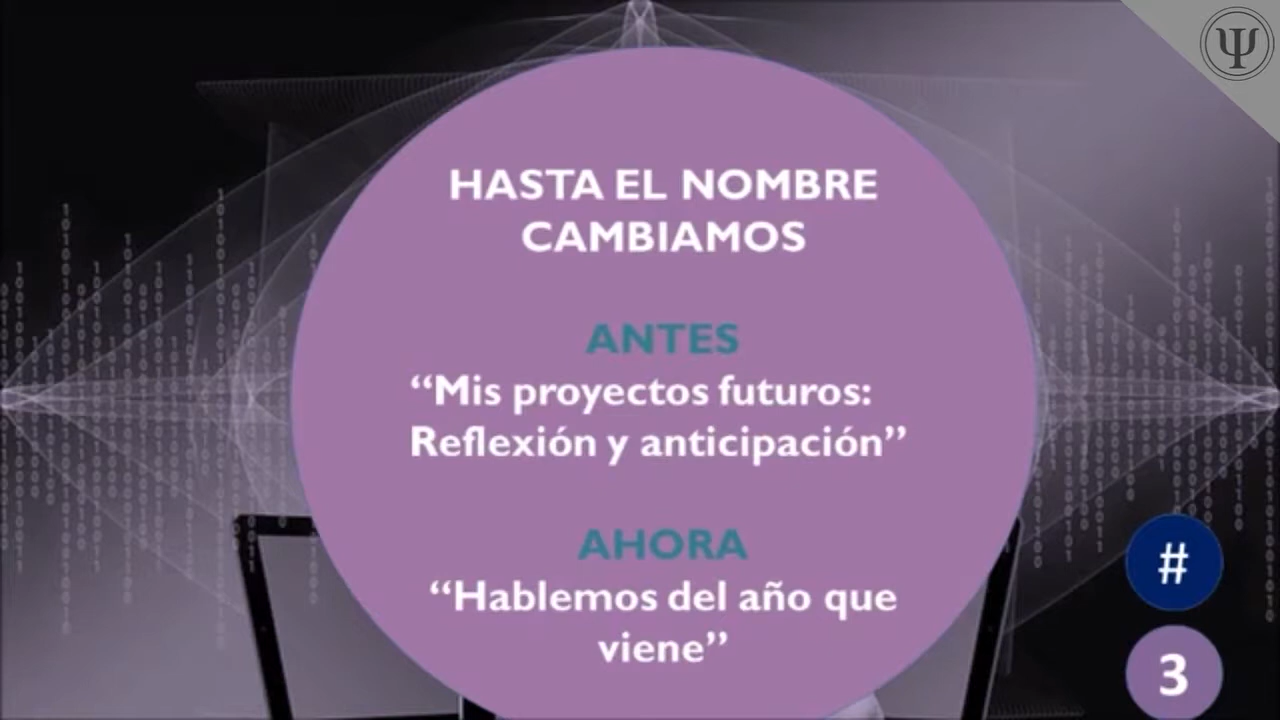 HASTA EL NOMBRE
CAMBIAMOS
ANTES
“Mis proyectos futuros:
Reflexión y anticipación”
AHORA
“Hablemos del año que
viene”
#
3
Ψ